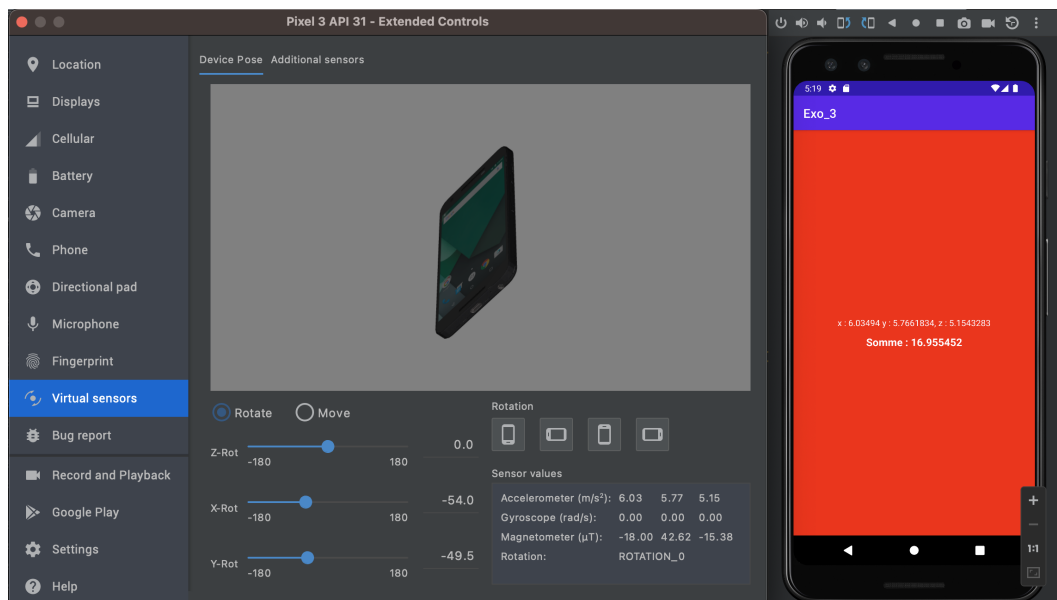 Pixel 3 API 31 - Extended Controls
Location
Displays
Cellular
Battery
Camera
Phone
Directional pad
Microphone
Fingerprint
Virtual sensors
Bug report
Record and Playback
Google Play
Settings
Help
Device Pose Additional sensors
Rotate Move
Z-Rot 0.0
-180 180
X-Rot -54.0
-180 180
Y-Rot -49.5
-180 180
Rotation
Sensor values
Accelerometer (m/s²): 6.03 5.77 5.15
Gyroscope (rad/s): 0.00 0.00 0.00
Magnetometer (μT): -18.00 42.62 -15.38
Rotation: ROTATION_0
5:19
Exo_3
x : 6.03494 y : 5.7661834, z : 5.1543283
Somme : 16.955452
1:1